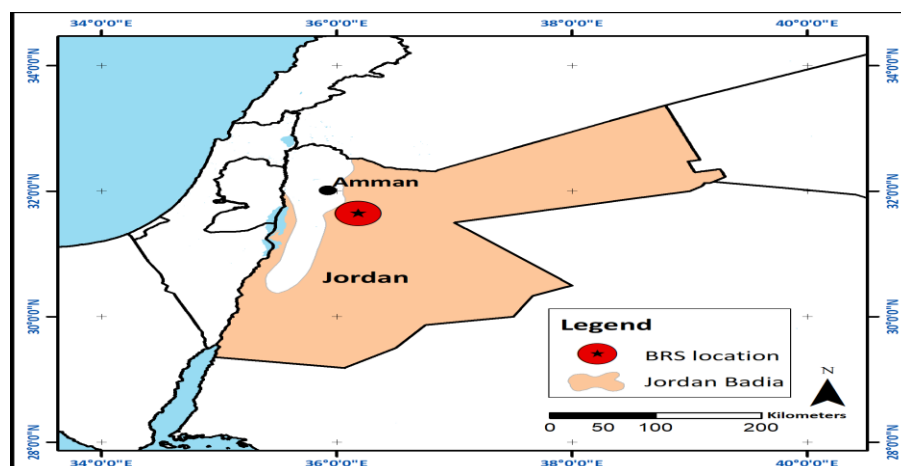 34°0'0"E 36°0'0"E 38°0'0"E 40°0'0"E
34°0'0"N 34°0'0"N
32°0'0"N 32°0'0"N
Amman
Jordan
30°0'0"N 30°0'0"N
Legend
BRS location
Jordan Badia
N
Kilometers
0 50 100 200
28°0'0"N 28°0'0"N
34°0'0"E 36°0'0"E 38°0'0"E 40°0'0"E